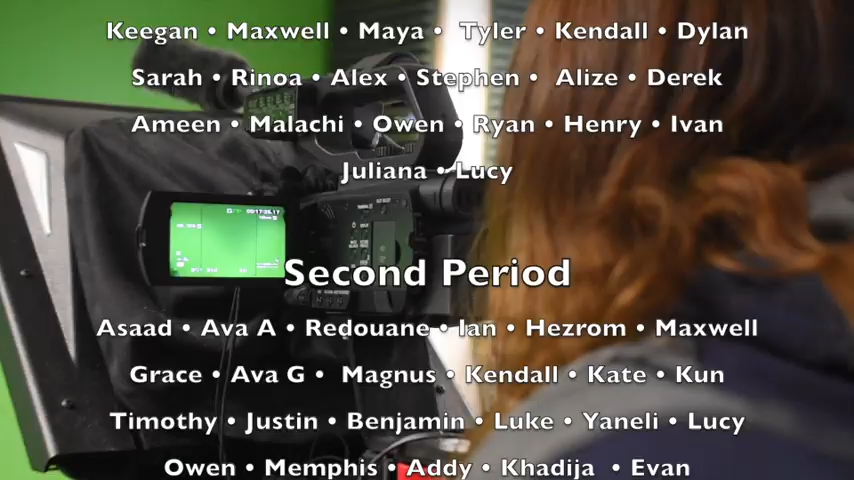 Keegan • Maxwell • Maya • Tyler • Kendall • Dylan
Sarah • Rinoa • Alex • Stephen • Alize • Derek
Ameen • Malachi • Owen • Ryan • Henry • Ivan
Juliana • Lucy
Second Period
Asaad • Ava A • Redouane • Ian • Hezrom • Maxwell
Grace • Ava G • Magnus • Kendall • Kate • Kun
Timothy • Justin • Benjamin • Luke • Yaneli • Lucy
Owen • Memphis • Addy • Khadija • Evan